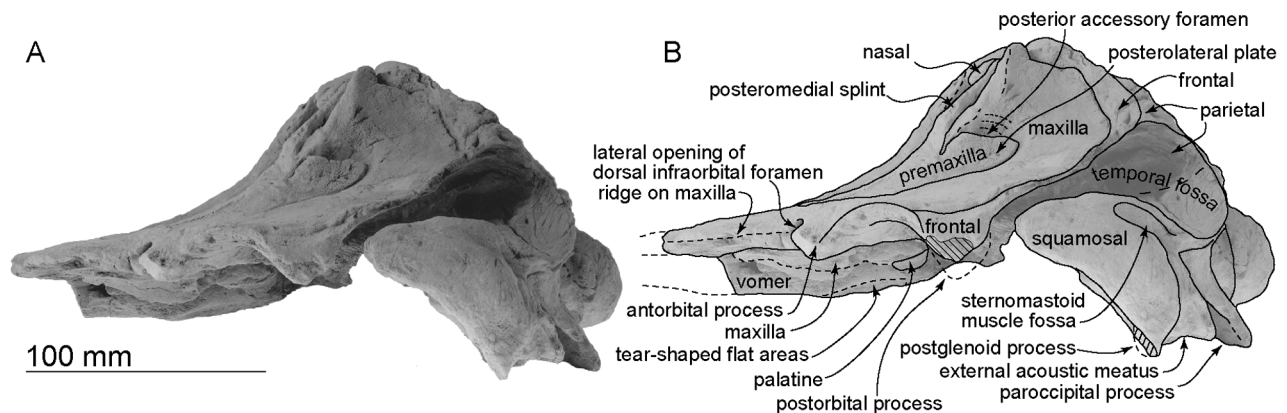 A
100 mm
B
posterior accessory foramen
nasal
posterolateral plate
posteromedial splint
frontal
parietal
lateral opening of
dorsal infraorbital foramen
ridge on maxilla
maxilla
premaxilla
temporal fossa
frontal
squamosal
vomer
antorbital process
maxilla
tear-shaped flat areas
palatine
postorbital process
sternomastoid
muscle fossa
postglenoid process
external acoustic meatus
paroccipital process